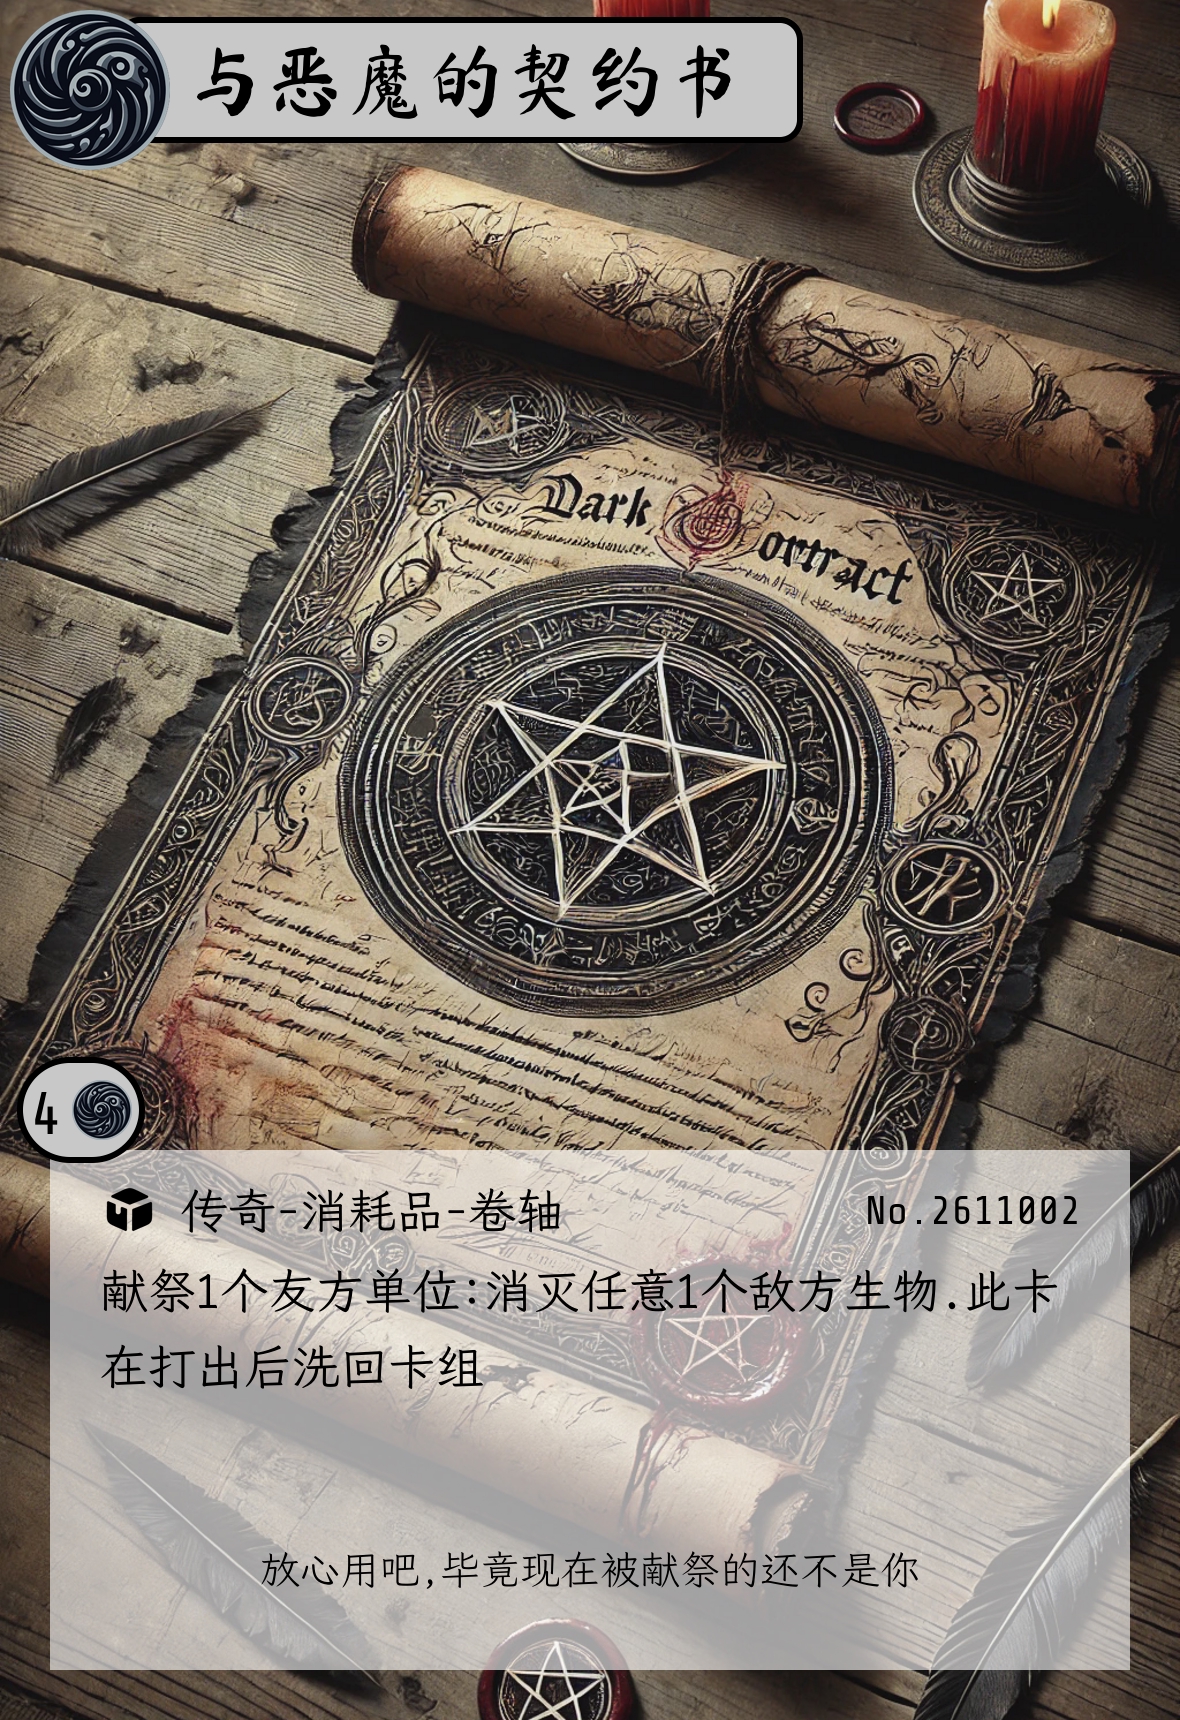 与恶魔的契约书
Dark
ontract
4
传奇-消耗品-卷轴
No.2611002
献祭1个友方单位:消灭任意1个敌方生物.此卡
在打出后洗回卡组
放心用吧,毕竟现在被献祭的还不是你